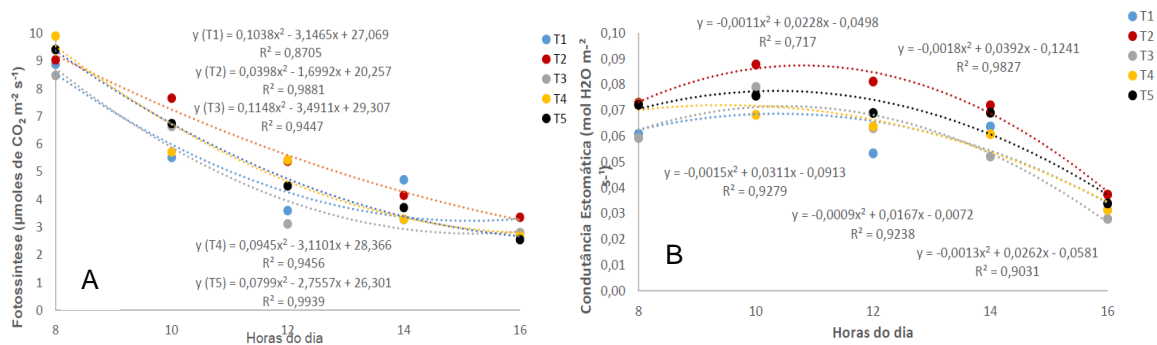 y (T1) = 0,1038x² - 3,1465x + 27,069
R² = 0,8705
y (T2) = 0,0398x² - 1,6992x + 20,257
R² = 0,9881
y (T3) = 0,1148x² - 3,4911x + 29,307
R² = 0,9447
y (T4) = 0,0945x² - 3,1101x + 28,366
R² = 0,9456
y (T5) = 0,0799x² - 2,7557x + 26,301
R² = 0,9939
A
T1
T2
T3
T4
T5
Fotossíntese (µmoles de CO₂ m⁻² s⁻¹)
10
9
8
7
6
5
4
3
2
1
0
8
10
12
14
16
Horas do dia
y = -0,0011x² + 0,0228x - 0,0498
R² = 0,717
y = -0,0018x² + 0,0392x - 0,1241
R² = 0,9827
y = -0,0015x² + 0,0311x - 0,0913
R² = 0,9279
y = -0,0009x² + 0,0167x - 0,0072
R² = 0,9238
y = -0,0013x² + 0,0262x - 0,0581
R² = 0,9031
B
T1
T2
T3
T4
T5
Condutância Estomática (mol H2O m-²
s-¹)
0,10
0,09
0,08
0,07
0,06
0,05
0,04
0,03
0,02
0,01
0,00
8
10
12
14
16
Horas do dia